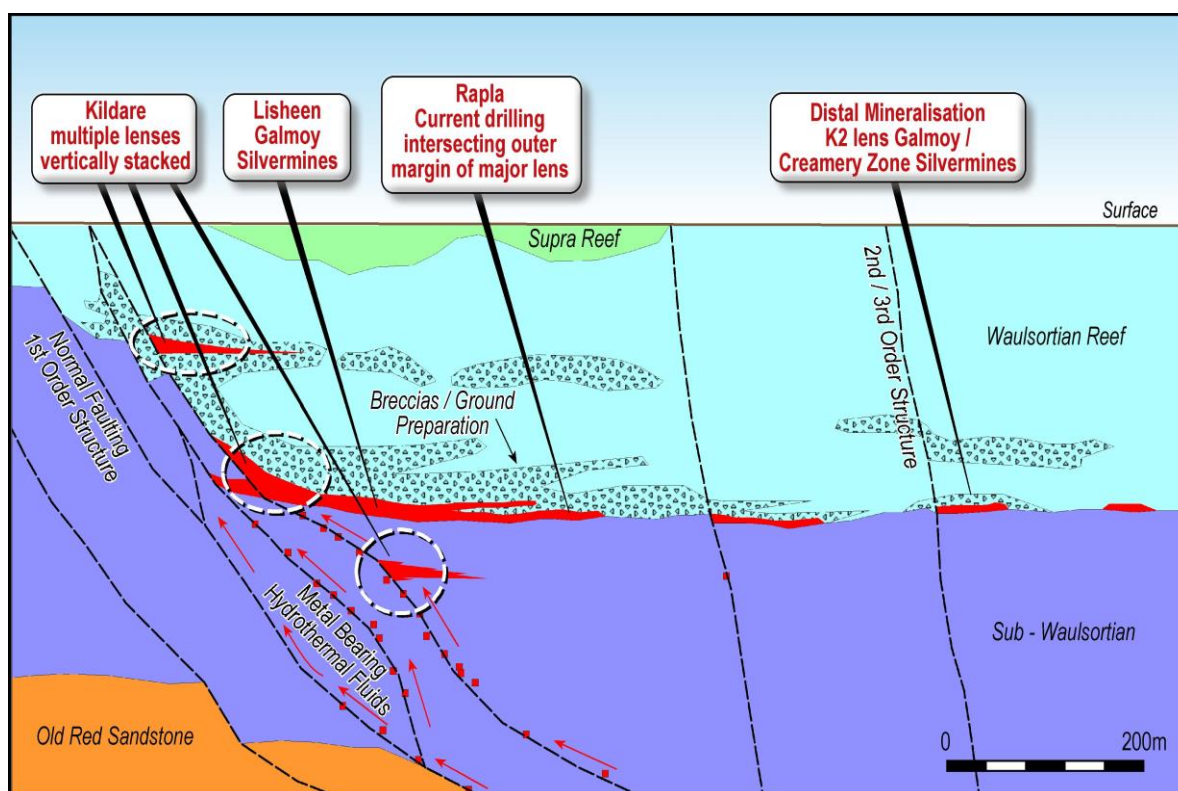 Kildare
multiple lenses
vertically stacked
Lisheen
Galmoy
Silvermines
Rapla
Current drilling
intersecting outer
margin of major lens
Distal Mineralisation
K2 lens Galmoy /
Creamery Zone Silvermines
Surface
Supra Reef
Waulsortian Reef
2nd / 3rd Order Structure
Normal Faulting
1st Order Structure
Breccias / Ground
Preparation
Metal Bearing
Hydrothermal Fluids
Sub - Waulsortian
Old Red Sandstone
0 200m